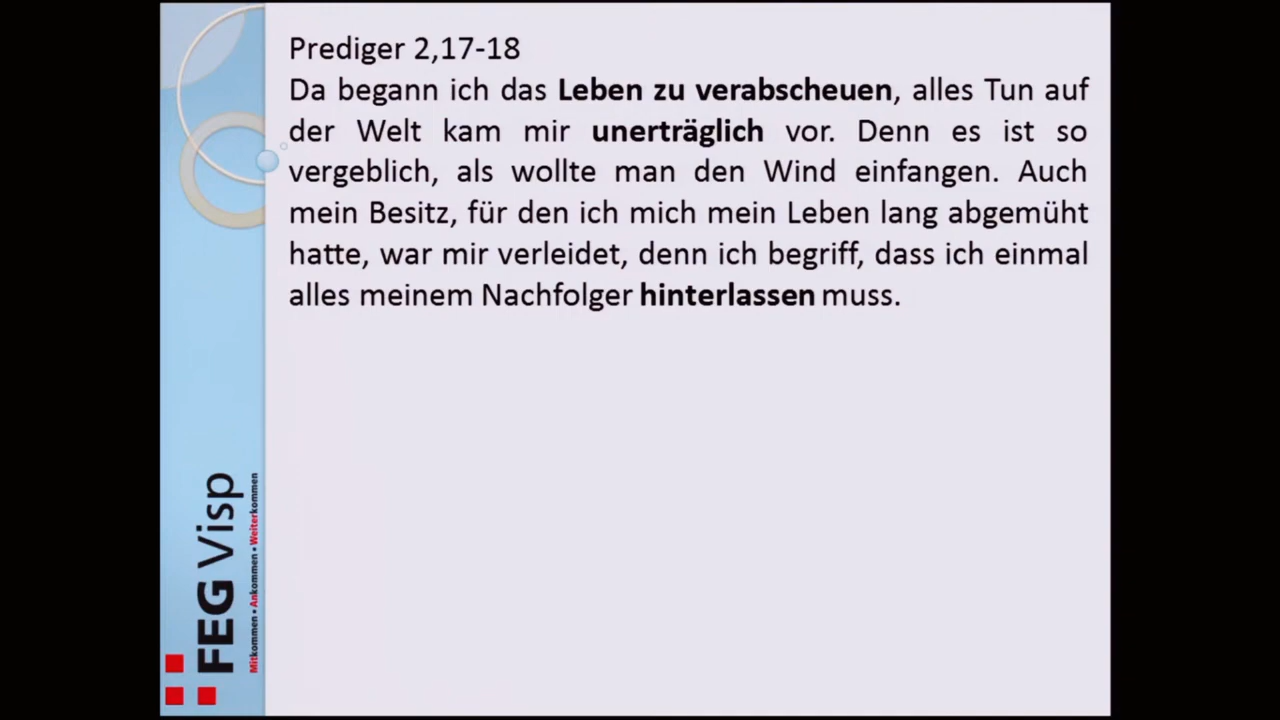 Prediger 2,17-18
Da begann ich das Leben zu verabscheuen, alles Tun auf
der Welt kam mir unerträglich vor. Denn es ist so
vergeblich, als wollte man den Wind einfangen. Auch
mein Besitz, für den ich mich mein Leben lang abgemüht
hatte, war mir verleidet, denn ich begriff, dass ich einmal
alles meinem Nachfolger hinterlassen muss.
FEG Visp
Mitkommen • Ankommen • Weiterkommen